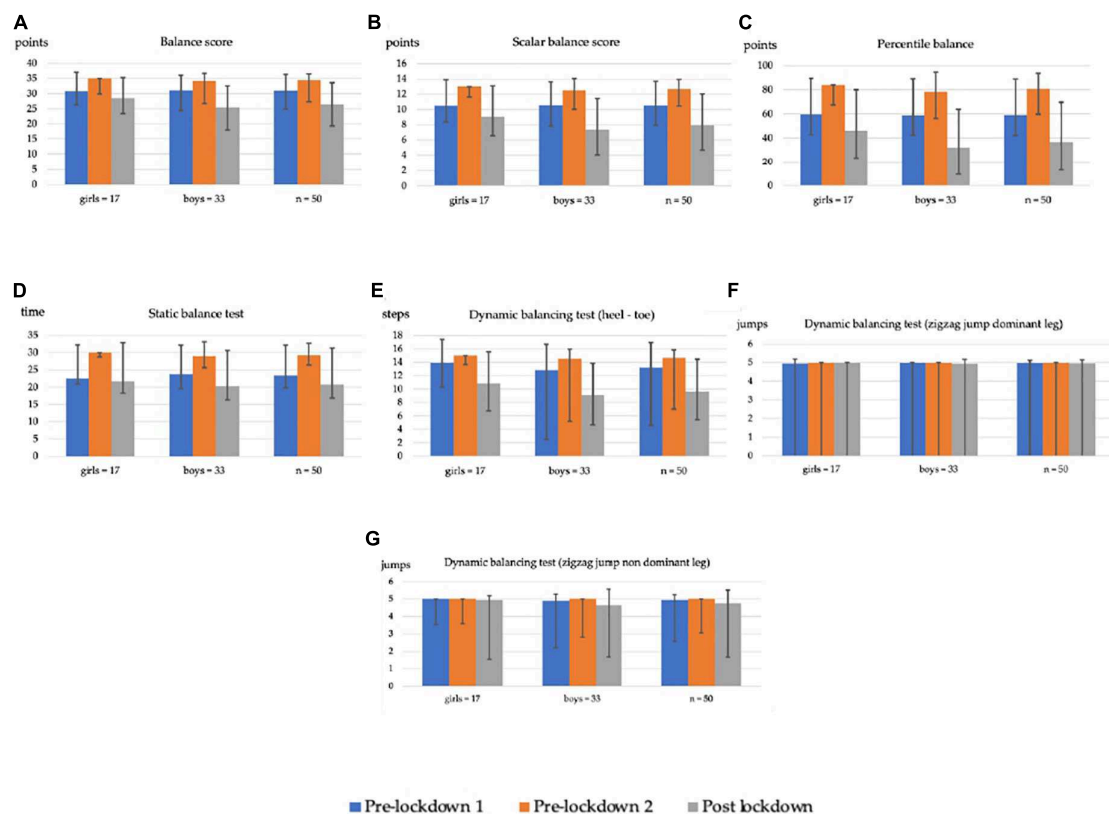 A
Balance score
points
40
35
30
25
20
15
10
5
0
girls = 17
boys = 33
n = 50
B
Scalar balance score
points
16
14
12
10
8
6
4
2
0
girls = 17
boys = 33
n = 50
C
Percentile balance
points
100
80
60
40
20
0
girls = 17
boys = 33
n = 50
D
Static balance test
time
35
30
25
20
15
10
5
0
girls = 17
boys = 33
n = 50
E
Dynamic balancing test (heel - toe)
steps
18
16
14
12
10
8
6
4
2
0
girls = 17
boys = 33
n = 50
F
Dynamic balancing test (zigzag jump dominant leg)
jumps
6
5
4
3
2
1
0
girls = 17
boys = 33
n = 50
G
Dynamic balancing test (zigzag jump non dominant leg)
jumps
6
5
4
3
2
1
0
girls = 17
boys = 33
n = 50
Pre-lockdown 1 Pre-lockdown 2 Post lockdown